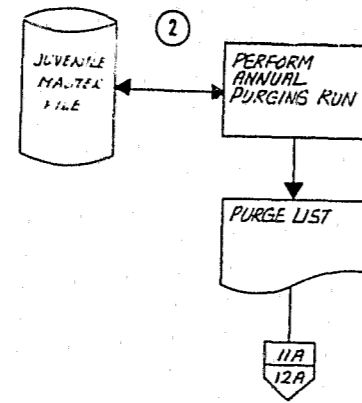 2
JUVENILE
MASTER
FILE
PERFORM
ANNUAL
PURGING RUN
PURGE LIST
11A
12A